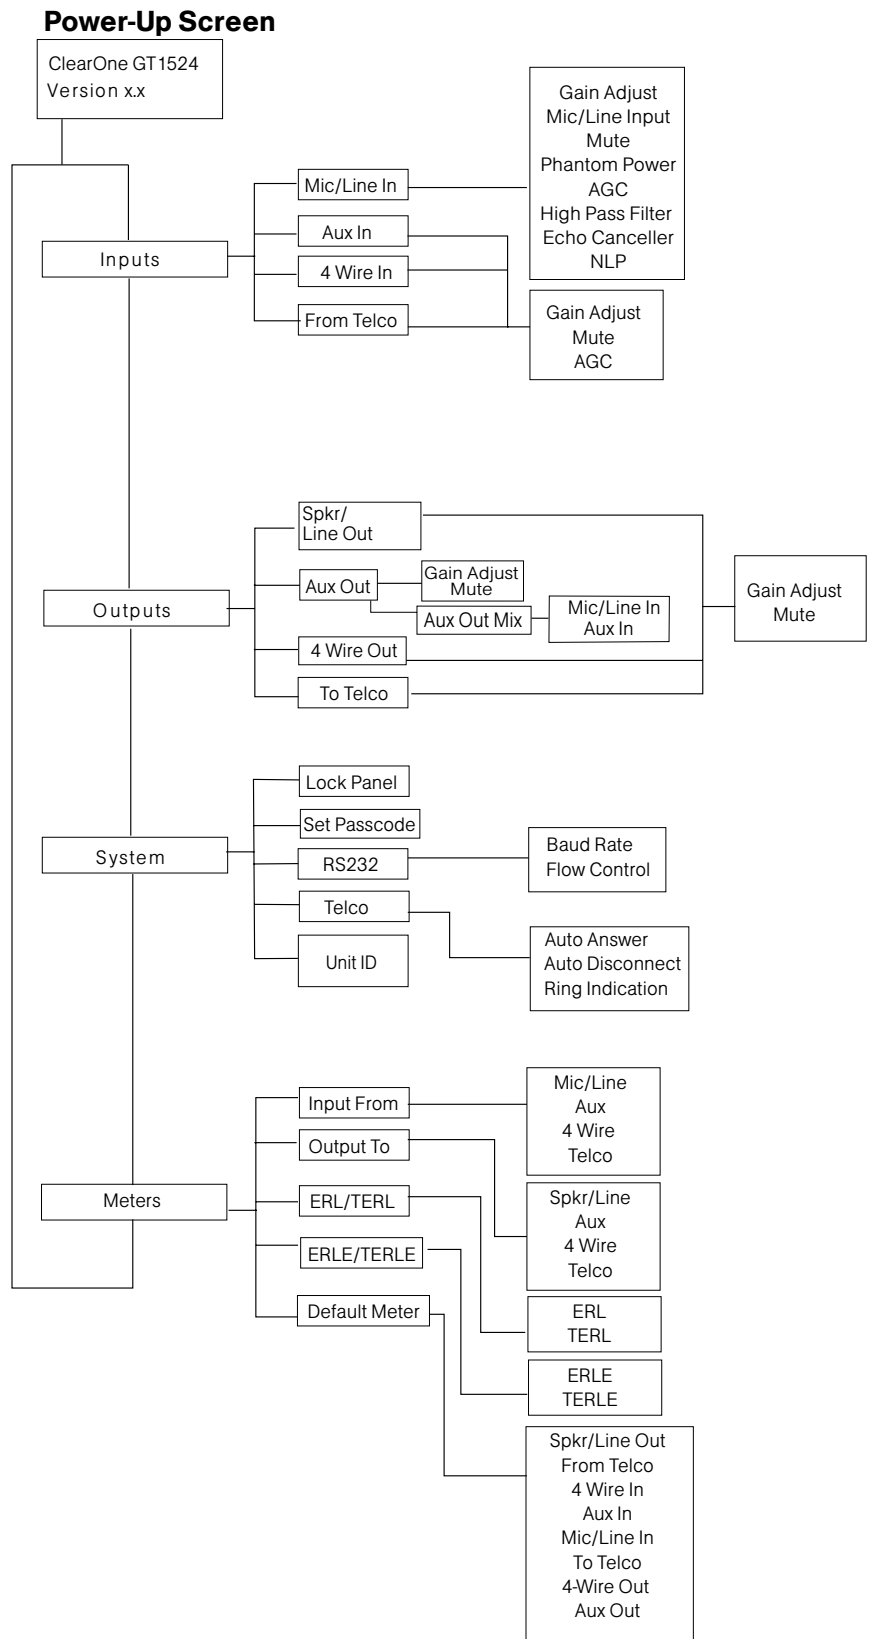 Power-Up Screen
ClearOne GT1524
Version x.x
Inputs
Mic/Line In
Aux In
4 Wire In
From Telco
Gain Adjust
Mic/Line Input
Mute
Phantom Power
AGC
High Pass Filter
Echo Canceller
NLP
Gain Adjust
Mute
AGC
Outputs
Spkr/
Line Out
Aux Out
Gain Adjust
Mute
Aux Out Mix
Mic/Line In
Aux In
4 Wire Out
To Telco
Gain Adjust
Mute
System
Lock Panel
Set Passcode
RS232
Telco
Unit ID
Baud Rate
Flow Control
Auto Answer
Auto Disconnect
Ring Indication
Meters
Input From
Output To
ERL/TERL
ERLE/TERLE
Default Meter
Mic/Line
Aux
4 Wire
Telco
Spkr/Line
Aux
4 Wire
Telco
ERL
TERL
ERLE
TERLE
Spkr/Line Out
From Telco
4 Wire In
Aux In
Mic/Line In
To Telco
4-Wire Out
Aux Out